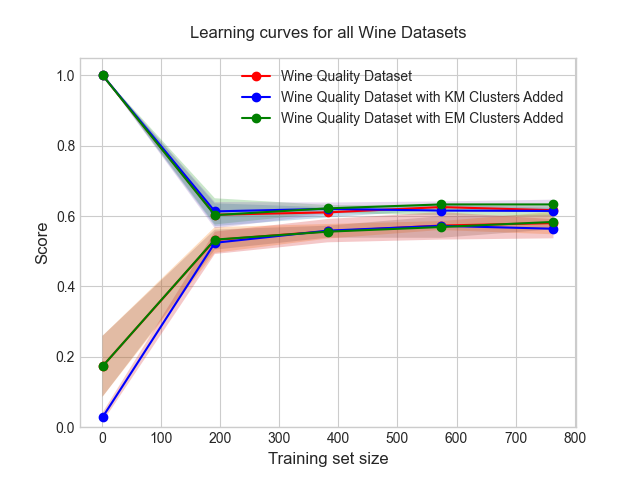 Learning curves for all Wine Datasets
Wine Quality Dataset
Wine Quality Dataset with KM Clusters Added
Wine Quality Dataset with EM Clusters Added
1.0
0.8
0.6
0.4
0.2
0.0
Score
0 100 200 300 400 500 600 700 800
Training set size